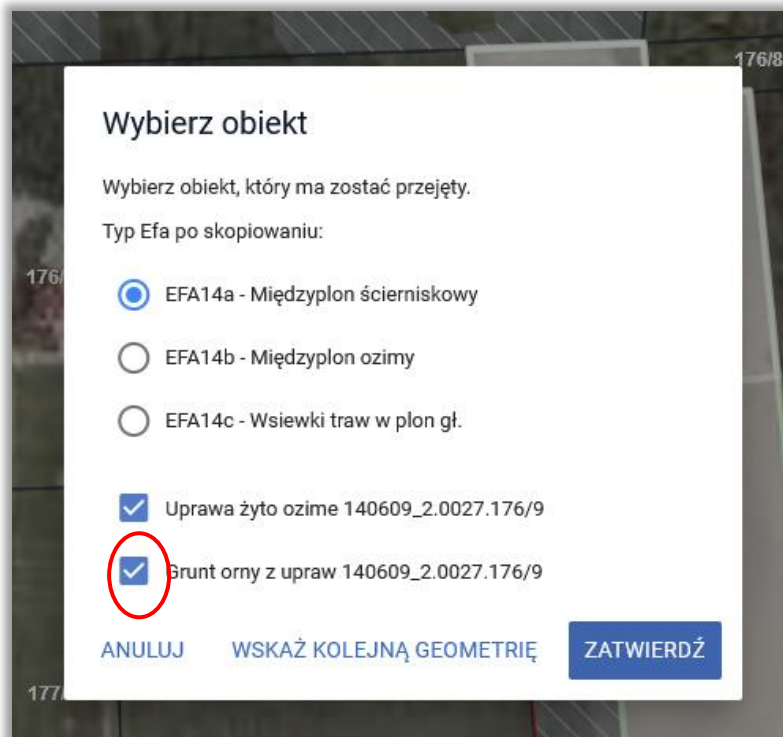 176/8
Wybierz obiekt
Wybierz obiekt, który ma zostać przejęty.
Typ Efa po skopiowaniu:
176/
EFA14a - Międzyplon ścierniskowy
EFA14b - Międzyplon ozimy
EFA14c - Wsiewki traw w plon gł.
Uprawa żyto ozime 140609_2.0027.176/9
Grunt orny z upraw 140609_2.0027.176/9
ANULUJ WSKAŻ KOLEJNĄ GEOMETRIĘ ZATWIERDŹ
177/